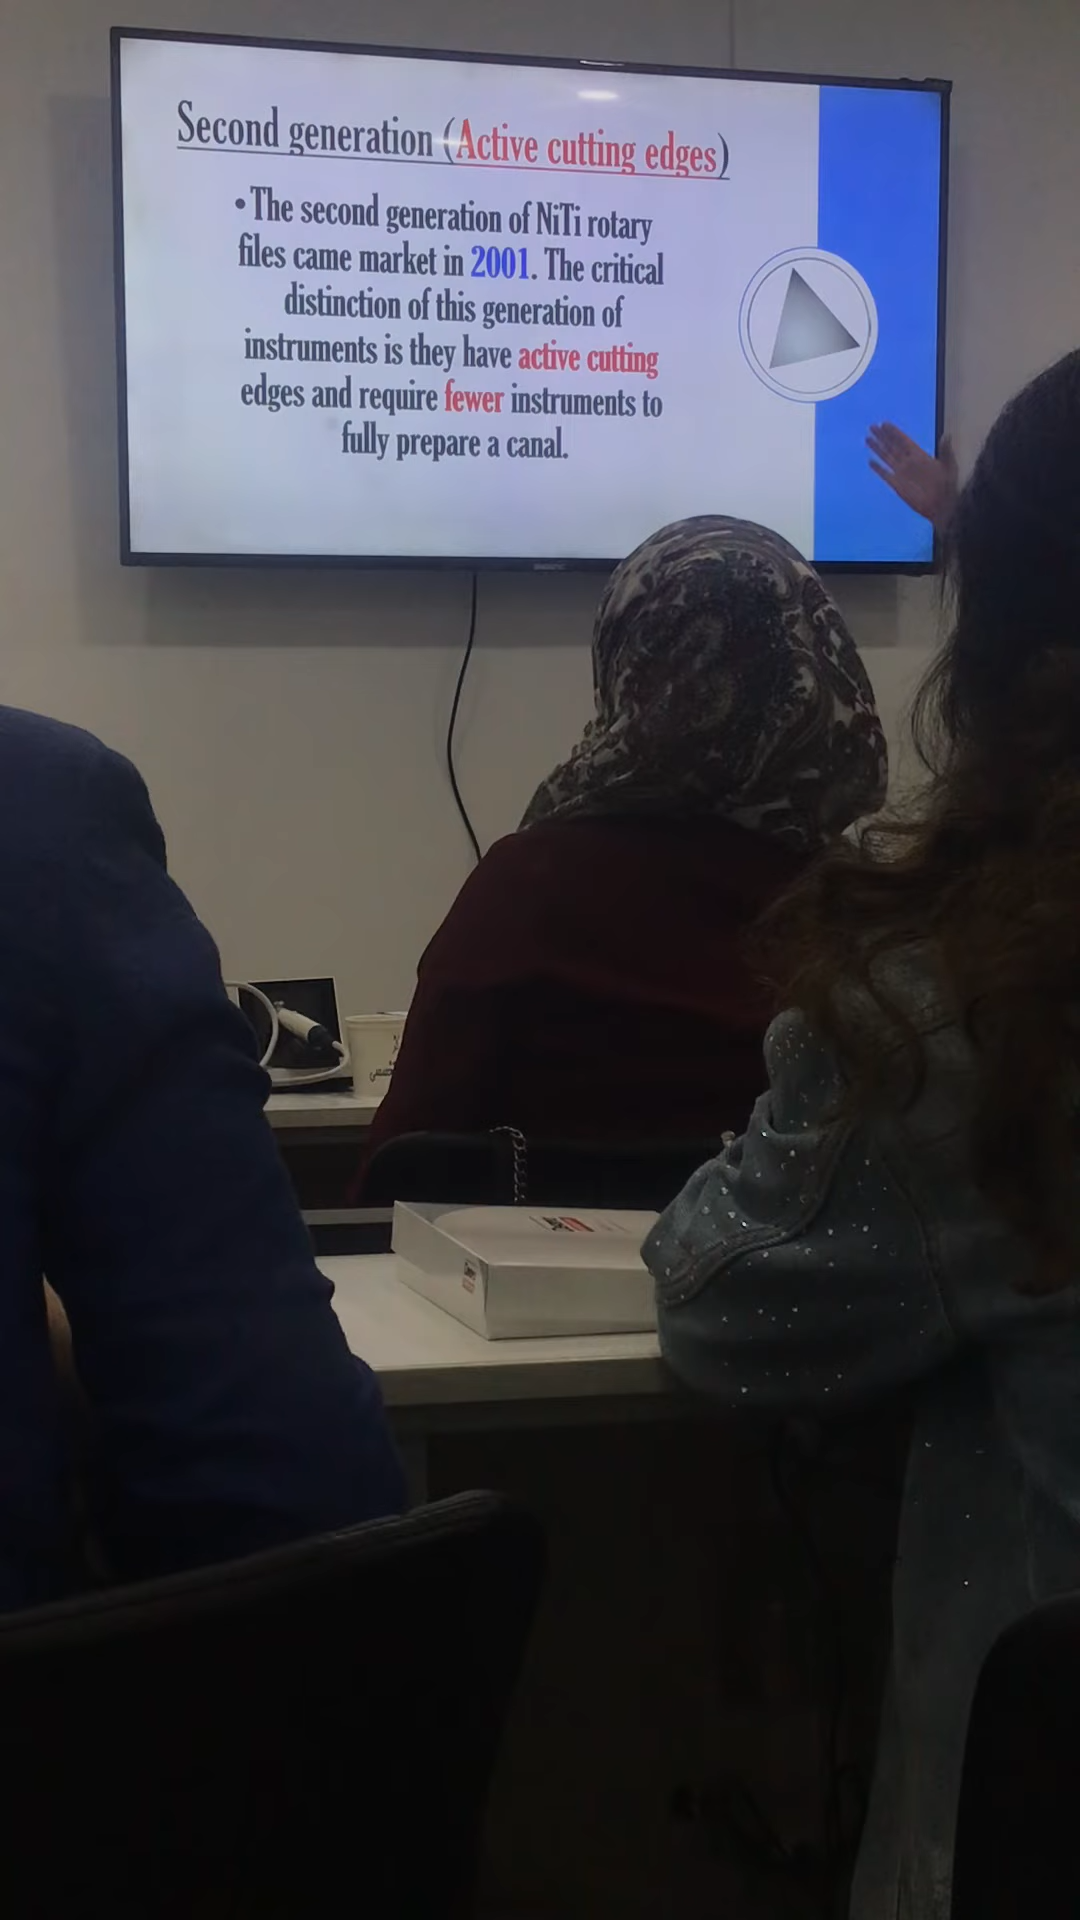 Second generation (Active cutting edges)
•The second generation of NiTi rotary
files came market in 2001. The critical
distinction of this generation of
instruments is they have active cutting
edges and require fewer instruments to
fully prepare a canal.